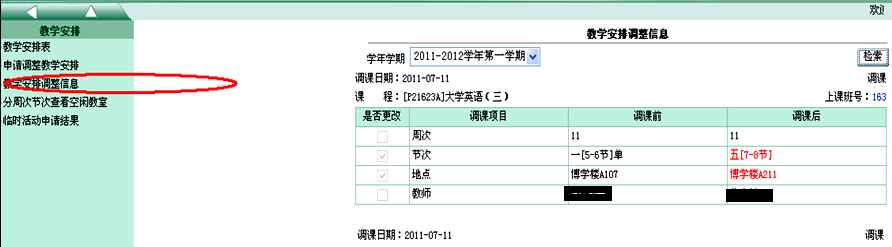 欢迎
教学安排
教学安排表
申请调整教学安排
教学安排调整信息
分周次节次查看空闲教室
临时活动申请结果
教学安排调整信息
学年学期 2011-2012学年第一学期 检索
调课日期：2011-07-11 调课
课 程：[P21623A]大学英语（三） 上课班号：163
是否更改 调课项目 调课前 调课后
周次 11 11
节次 一[5-6节]单 五[7-8节]
地点 博学楼A107 博学楼A211
教师
调课日期：2011-07-11 调课